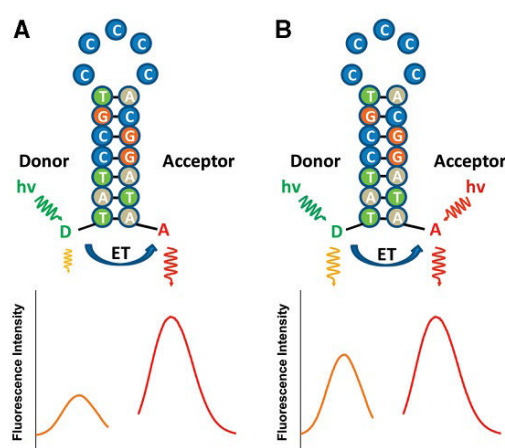 A
C
C C
C C
T A
G C
C G
C G
T A
A T
T A
Donor
Acceptor
hν
D
A
ET
Fluorescence Intensity
B
C
C C
C C
T A
G C
C G
C G
T A
A T
T A
Donor
Acceptor
hν
hν
D
A
ET
Fluorescence Intensity